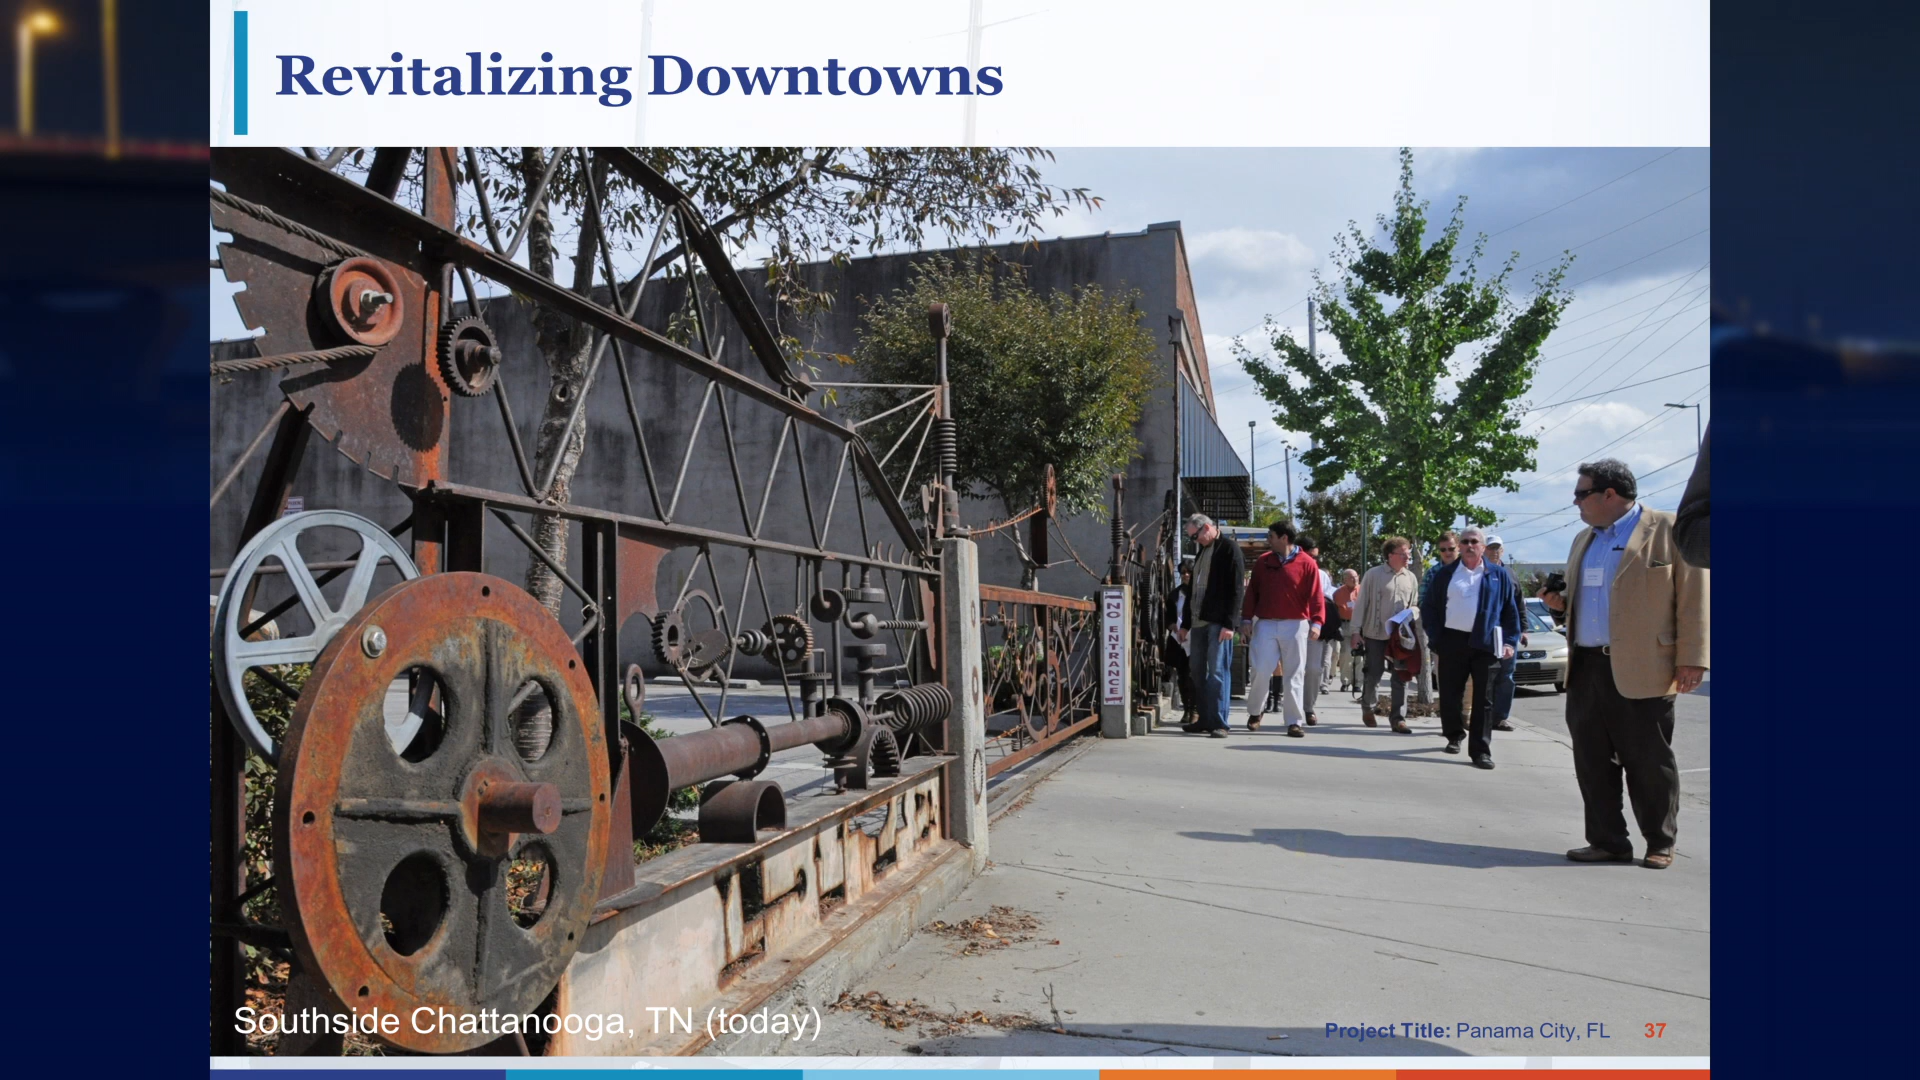 Revitalizing Downtowns
NO ENTRANCE
Southside Chattanooga, TN (today)
Project Title: Panama City, FL 37